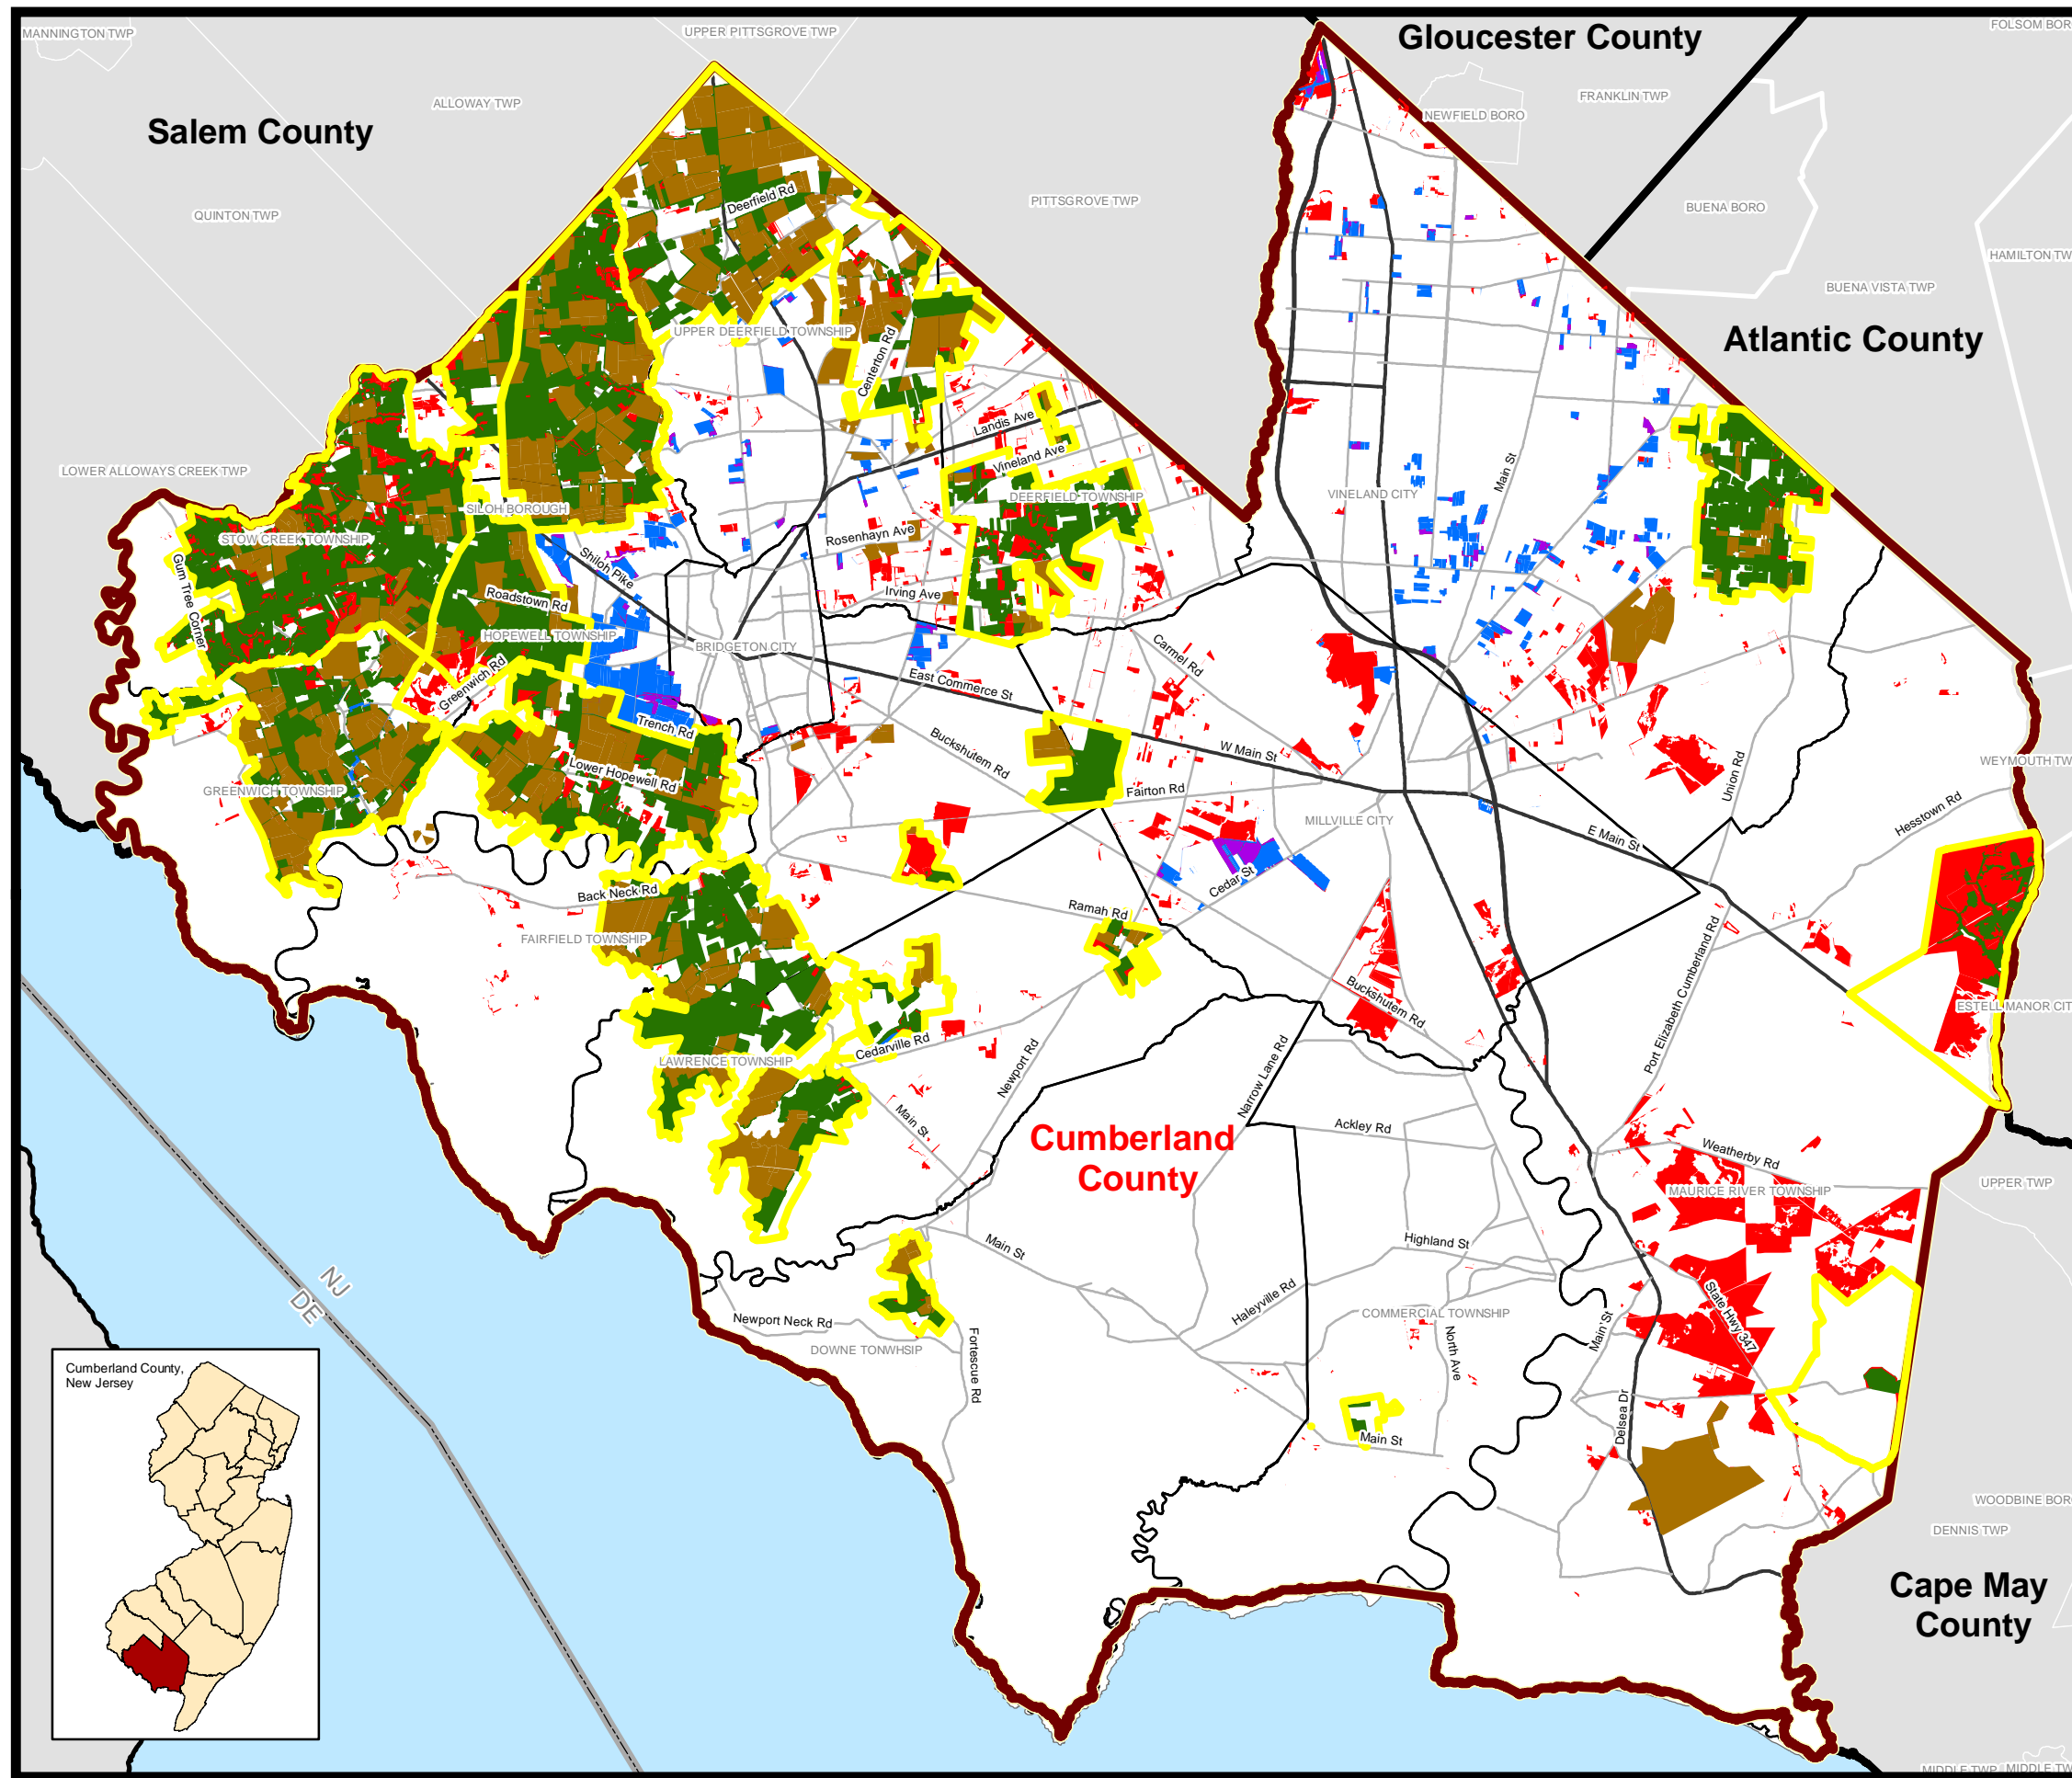 MANNINGTON TWP
UPPER PITTSGROVE TWP
Gloucester County
FOLSOM BOR
ALLOWAY TWP
Salem County
FRANKLIN TWP
NEWFIELD BORO
QUINTON TWP
PITTSGROVE TWP
BUENA BORO
Deerfield Rd
HAMILTON TW
BUENA VISTA TWP
UPPER DEERFIELD TOWNSHIP
Atlantic County
Centerton Rd
Landis Ave
LOWER ALLOWAYS CREEK TWP
Vineland Ave
Main St
DEERFIELD TOWNSHIP
VINELAND CITY
SILOH BOROUGH
STOW CREEK TOWNSHIP
Rosenhayn Ave
Shiloh Pike
Gum Tree Corner
Roadstown Rd
Irving Ave
HOPEWELL TOWNSHIP
BRIDGETON CITY
Carmel Rd
Greenwich Rd
East Commerce St
Trench Rd
Buckshutem Rd
W Main St
WEYMOUTH TW
Lower Hopewell Rd
Union Rd
GREENWICH TOWNSHIP
Fairton Rd
MILLVILLE CITY
Hesstown Rd
E Main St
Cedar St
Back Neck Rd
Ramah Rd
FAIRFIELD TOWNSHIP
Port Elizabeth Cumberland Rd
Buckshutem Rd
ESTELL MANOR CIT
Cedarville Rd
LAWRENCE TOWNSHIP
Newport Rd
Narrow Lane Rd
Main St
Ackley Rd
Cumberland
County
Weatherby Rd
UPPER TWP
MAURICE RIVER TOWNSHIP
Main St
Highland St
NJ
DE
Haleyville Rd
State Hwy 347
COMMERCIAL TOWNSHIP
Newport Neck Rd
Main St
DOWNE TONWHSIP
Fortescue Rd
North Ave
Cumberland County,
New Jersey
Delsea Dr
Main St
WOODBINE BOR
DENNIS TWP
Cape May
County
MIDDLE TWP
MIDDLE TW